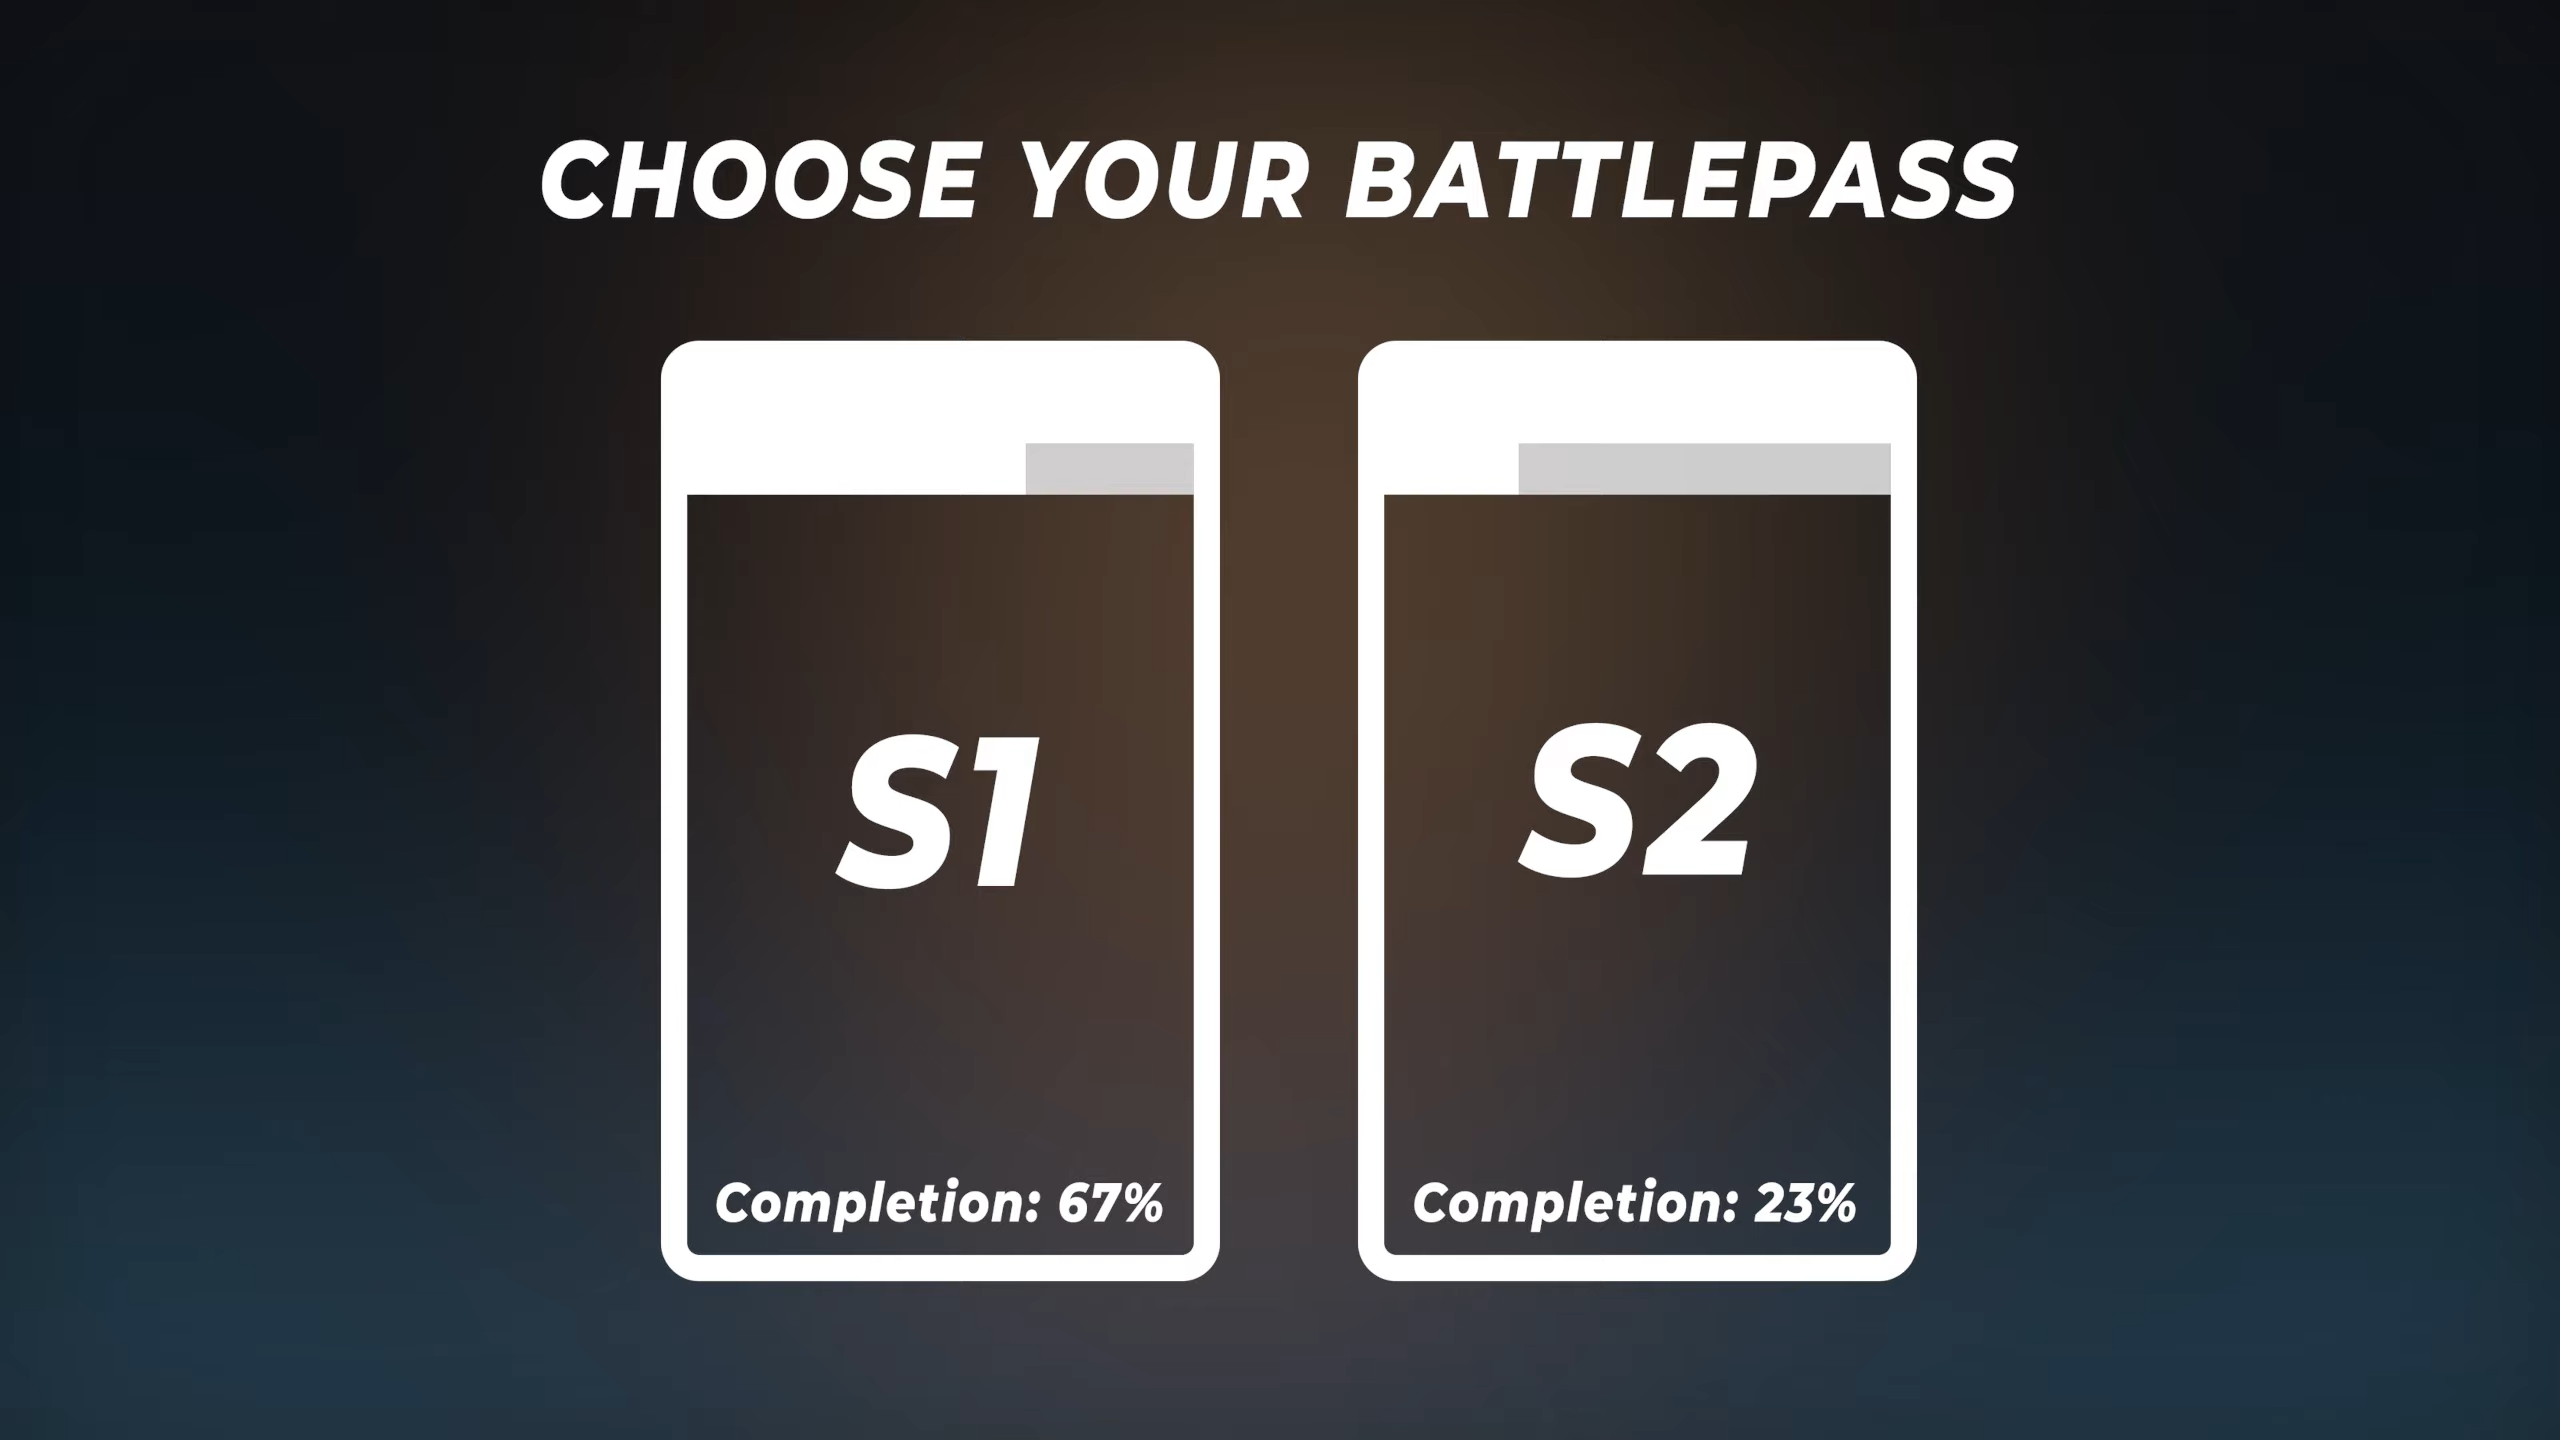 CHOOSE YOUR BATTLEPASS
S1
Completion: 67%
S2
Completion: 23%